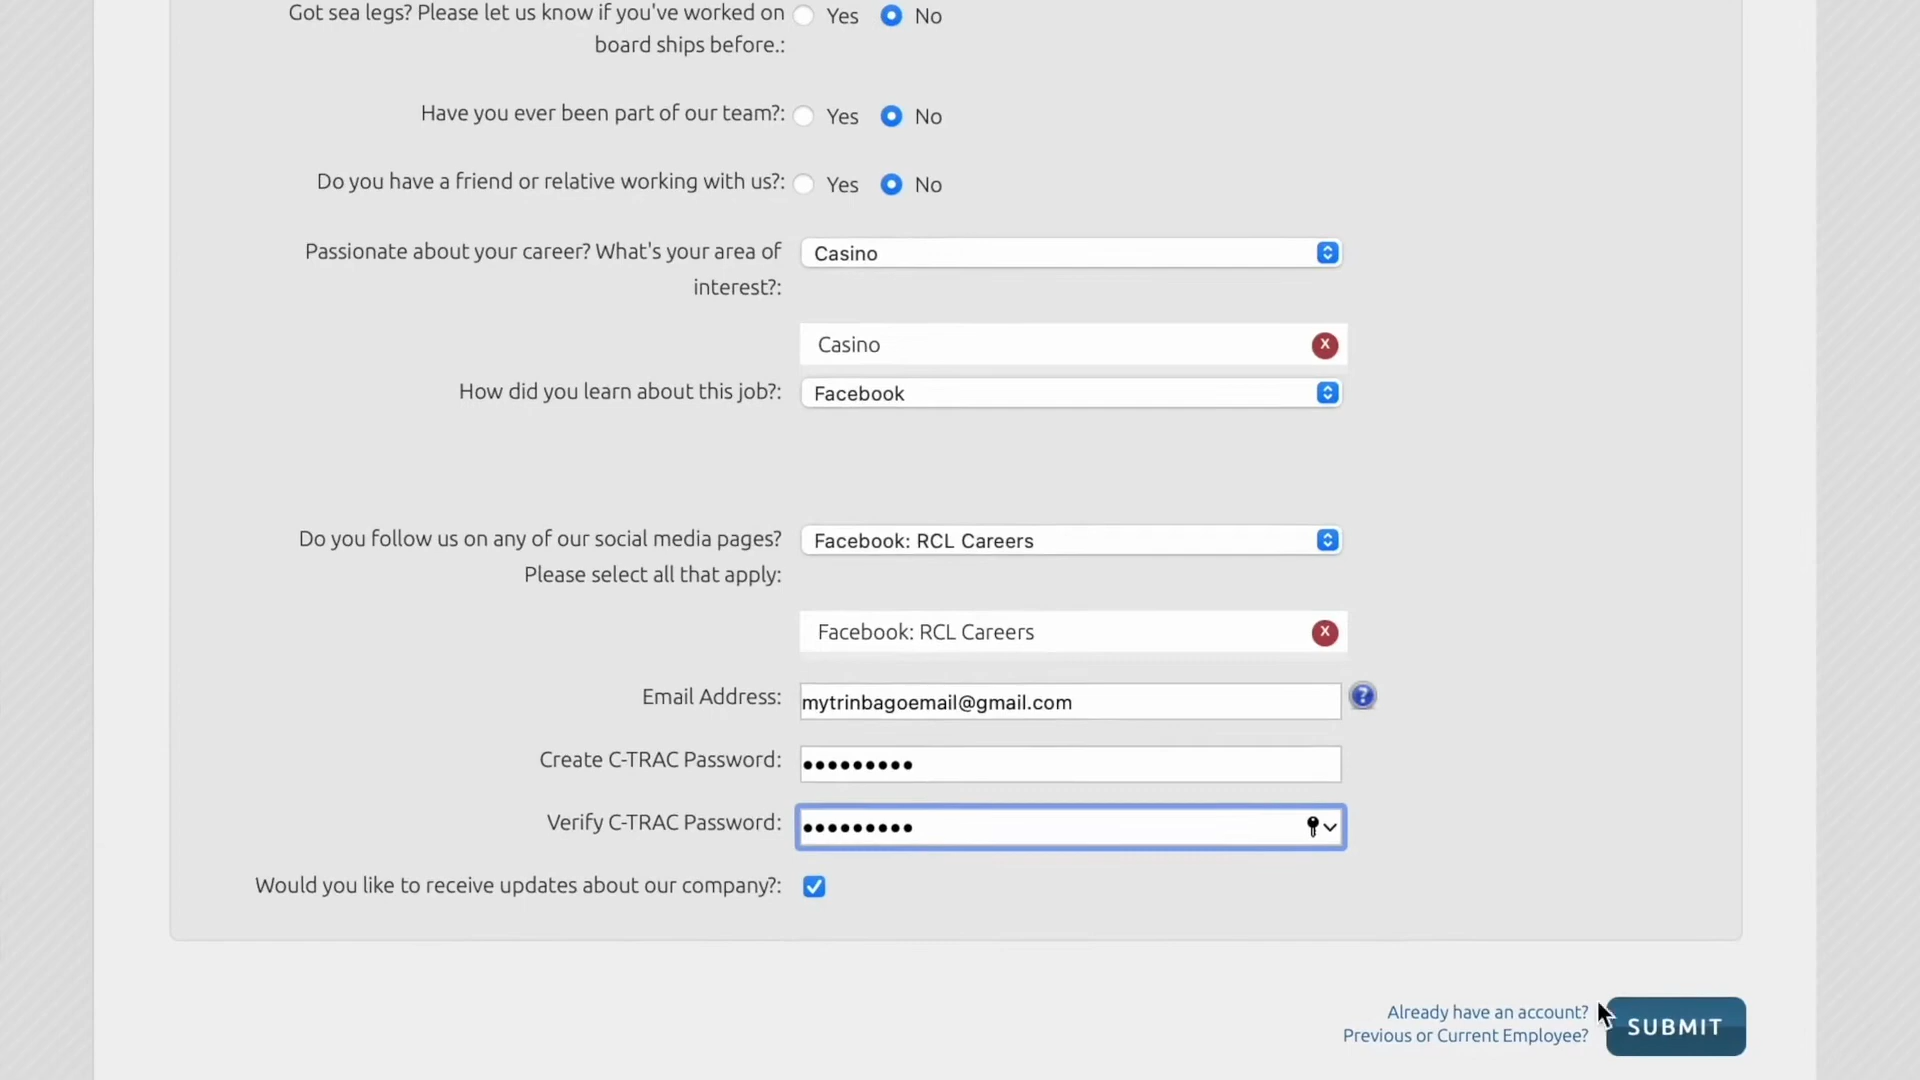 Got sea legs? Please let us know if you've worked on
board ships before.:
Yes No
Have you ever been part of our team?: Yes No
Do you have a friend or relative working with us?: Yes No
Passionate about your career? What's your area of
interest?:
Casino
Casino X
How did you learn about this job?: Facebook
Do you follow us on any of our social media pages?
Please select all that apply:
Facebook: RCL Careers
Facebook: RCL Careers X
Email Address: mytrinbagoemail@gmail.com ?
Create C-TRAC Password: •••••••••
Verify C-TRAC Password: •••••••••
Would you like to receive updates about our company?:
Already have an account?
Previous or Current Employee?
SUBMIT